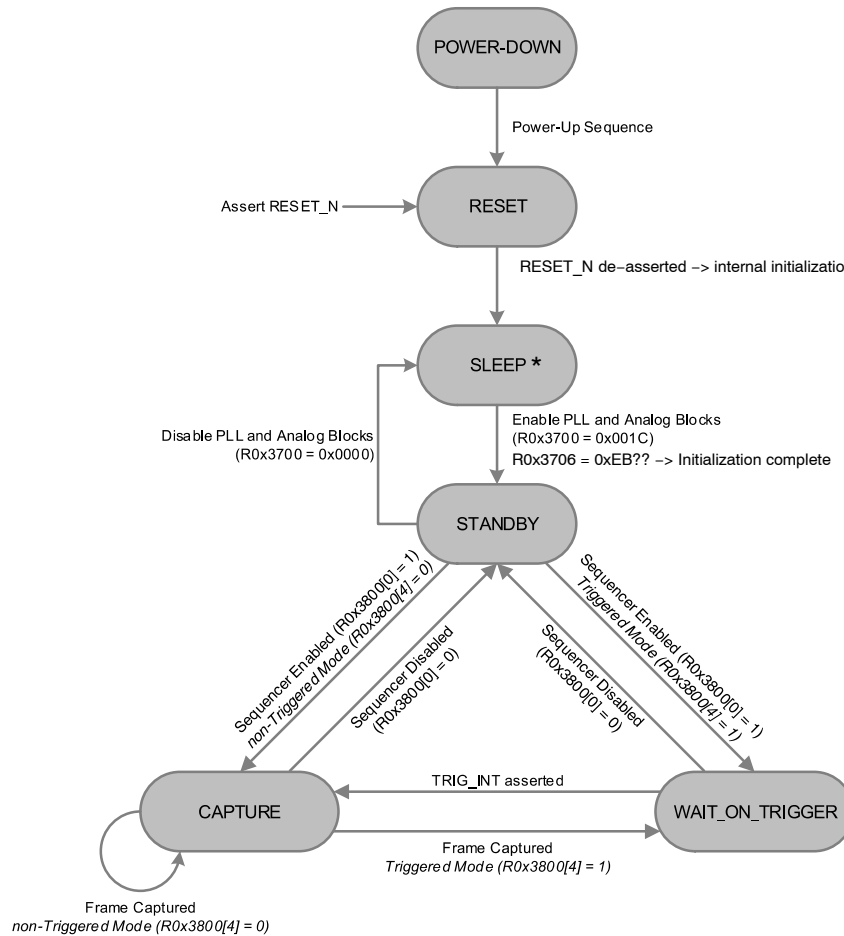 POWER-DOWN
Power-Up Sequence
Assert RESET_N
RESET
RESET_N de−asserted −> internal initializatio
SLEEP *
Disable PLL and Analog Blocks
(R0x3700 = 0x0000)
Enable PLL and Analog Blocks
(R0x3700 = 0x001C)
R0x3706 = 0xEB?? −> Initialization complete
STANDBY
Sequencer Enabled (R0x3800[0] = 1)
non-Triggered Mode (R0x3800[4] = 0)
Sequencer Disabled
(R0x3800[0] = 0)
Sequencer Disabled
(R0x3800[0] = 0)
Sequencer Enabled (R0x3800[0] = 1)
Triggered Mode (R0x3800[4] = 1)
TRIG_INT asserted
CAPTURE
WAIT_ON_TRIGGER
Frame Captured
Triggered Mode (R0x3800[4] = 1)
Frame Captured
non-Triggered Mode (R0x3800[4] = 0)